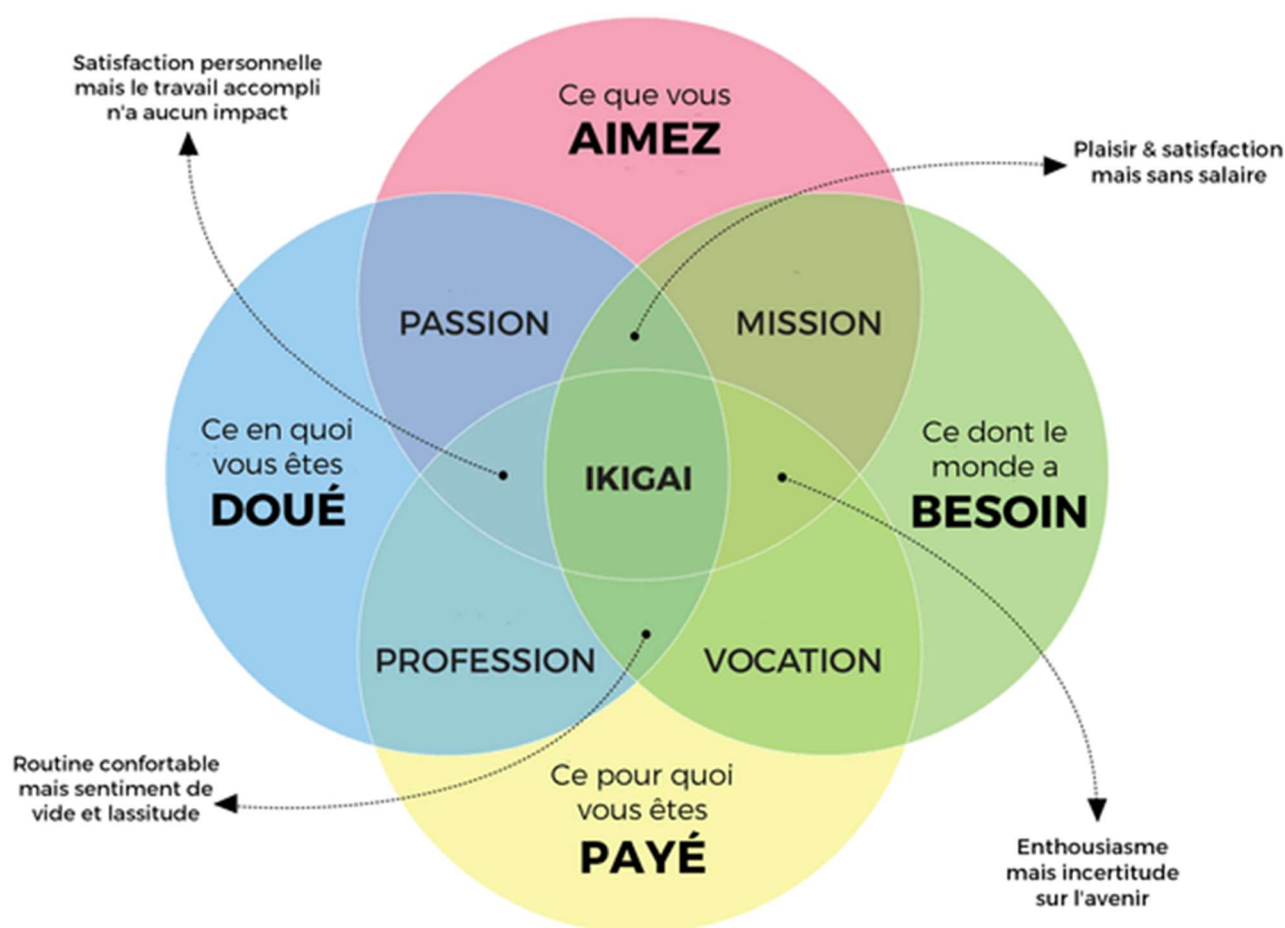 Satisfaction personnelle
mais le travail accompli
n'a aucun impact
Ce que vous
AIMEZ
Plaisir & satisfaction
mais sans salaire
PASSION
MISSION
Ce en quoi
vous êtes
DOUÉ
IKIGAI
Ce dont le
monde a
BESOIN
PROFESSION
VOCATION
Routine confortable
mais sentiment de
vide et lassitude
Ce pour quoi
vous êtes
PAYÉ
Enthousiasme
mais incertitude
sur l'avenir